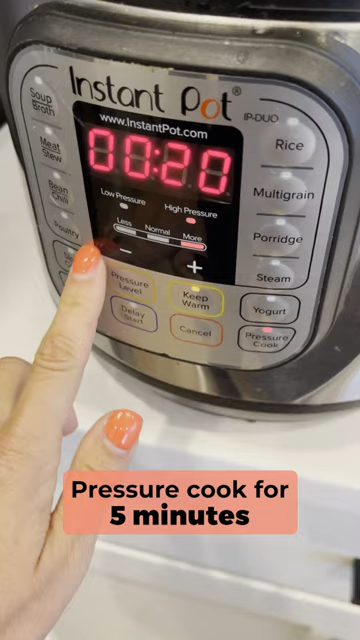 Instant Pot®
IP-DUO
www.InstantPot.com
00:20
Soup
Broth
Meat
Stew
Bean
Chili
Poultry
Low Pressure
High Pressure
Less
Normal
More
-
+
Rice
Multigrain
Porridge
Steam
Pressure
Level
Keep
Warm
Yogurt
Delay
Start
Cancel
Pressure
Cook
Pressure cook for
5 minutes